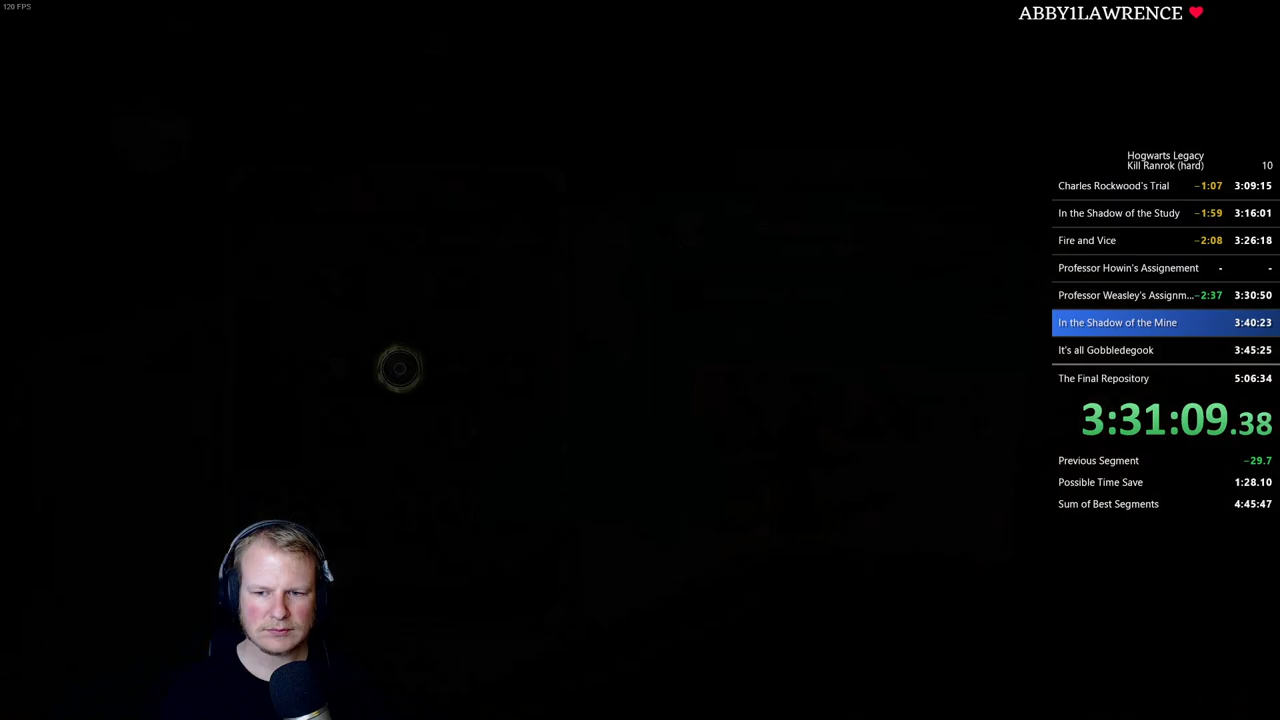 120 FPS
ABBY1LAWRENCE ❤
Hogwarts Legacy
Kill Ranrok (hard) 10
Charles Rockwood's Trial −1:07 3:09:15
In the Shadow of the Study −1:59 3:16:01
Fire and Vice −2:08 3:26:18
Professor Howin's Assignement - -
Professor Weasley's Assignm... −2:37 3:30:50
In the Shadow of the Mine 3:40:23
It's all Gobbledegook 3:45:25
The Final Repository 5:06:34
3:31:09.38
Previous Segment −29.7
Possible Time Save 1:28.10
Sum of Best Segments 4:45:47